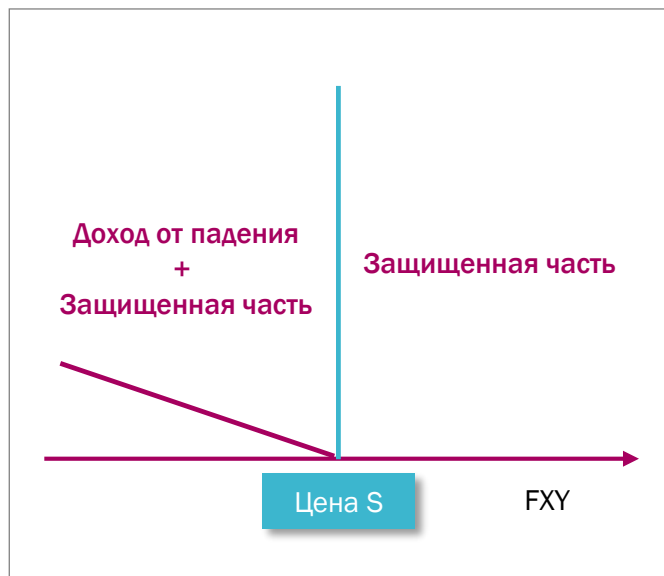 Доход от падения
+
Защищенная часть
Защищенная часть
Цена S
FXY